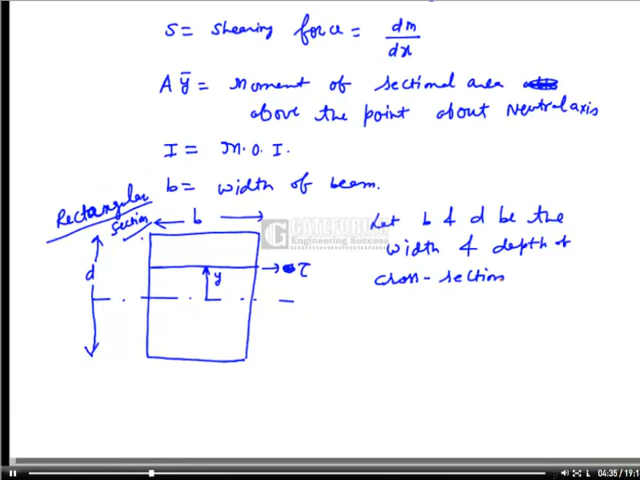 S = Shearing force = dm
dx
A ȳ = Moment of sectional area
above the point about Neutral axis
I = M.O.I.
b = width of beam.
Rectangular
Section
b
GATEFORUM
Engineering Success
Let b & d be the
width & depth of
cross-section
d
y
τ
04:35 / 19:1